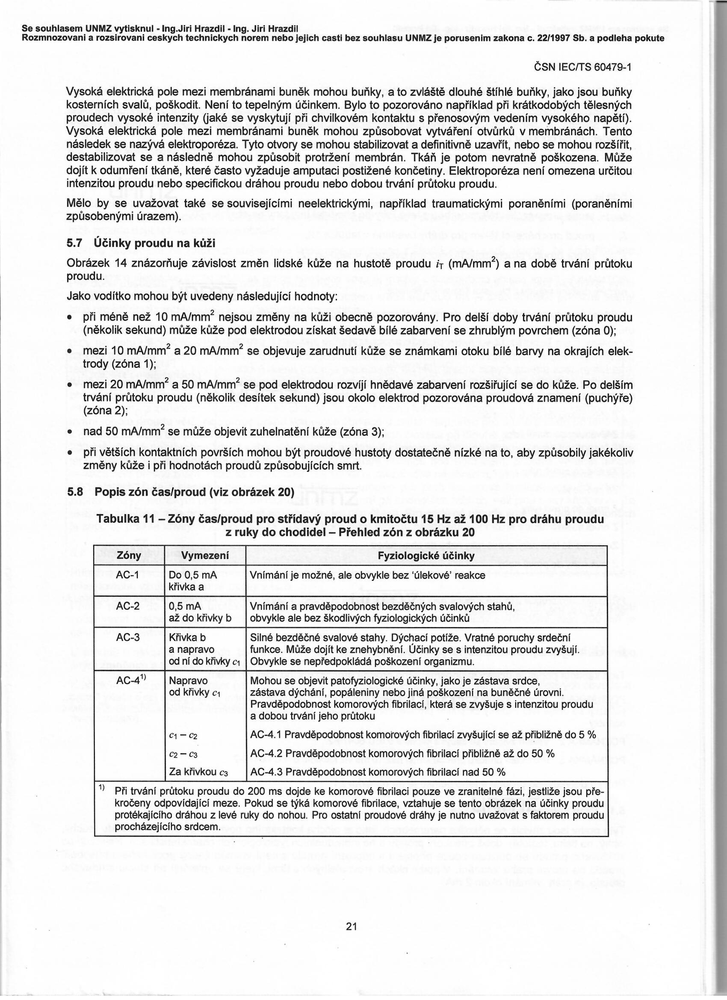 Se souhlasem UNMZ vytisknul - Ing.Jiri Hrazdil - Ing. Jiri Hrazdil
Rozmnozovani a rozsirovani ceskych technickych norem nebo jejich casti bez souhlasu UNMZ je porusenim zakona c. 22/1997 Sb. a podleha pokute
ČSN IEC/TS 60479-1
Vysoká elektrická pole mezi membránami buněk mohou buňky, a to zvláště dlouhé štíhlé buňky, jako jsou buňky
kosterních svalů, poškodit. Není to tepelným účinkem. Bylo to pozorováno například při krátkodobých tělesných
proudech vysoké intenzity (jaké se vyskytují při chvilkovém kontaktu s přenosovým vedením vysokého napětí).
Vysoká elektrická pole mezi membránami buněk mohou způsobovat vytváření otvůrků v membránách. Tento
následek se nazývá elektroporéza. Tyto otvory se mohou stabilizovat a definitivně uzavřít, nebo se mohou rozšířit,
destabilizovat se a následně mohou způsobit protržení membrán. Tkáň je potom nevratně poškozena. Může
dojít k odumření tkáně, které často vyžaduje amputaci postižené končetiny. Elektroporéza není omezena určitou
intenzitou proudu nebo specifickou dráhou proudu nebo dobou trvání průtoku proudu.
Mělo by se uvažovat také se souvisejícími neelektrickými, například traumatickými poraněními (poraněními
způsobenými úrazem).
5.7 Účinky proudu na kůži
Obrázek 14 znázorňuje závislost změn lidské kůže na hustotě proudu iT (mA/mm²) a na době trvání průtoku
proudu.
Jako vodítko mohou být uvedeny následující hodnoty:
• při méně než 10 mA/mm² nejsou změny na kůži obecně pozorovány. Pro delší doby trvání průtoku proudu
(několik sekund) může kůže pod elektrodou získat šedavě bílé zabarvení se zhrublým povrchem (zóna 0);
• mezi 10 mA/mm² a 20 mA/mm² se objevuje zarudnutí kůže se známkami otoku bílé barvy na okrajích elek-
trody (zóna 1);
• mezi 20 mA/mm² a 50 mA/mm² se pod elektrodou rozvíjí hnědavé zabarvení rozšiřující se do kůže. Po delším
trvání průtoku proudu (několik desítek sekund) jsou okolo elektrod pozorována proudová znamení (puchýře)
(zóna 2);
• nad 50 mA/mm² se může objevit zuhelnatění kůže (zóna 3);
• při větších kontaktních površích mohou být proudové hustoty dostatečně nízké na to, aby způsobily jakékoliv
změny kůže i při hodnotách proudů způsobujících smrt.
5.8 Popis zón čas/proud (viz obrázek 20)
Tabulka 11 – Zóny čas/proud pro střídavý proud o kmitočtu 15 Hz až 100 Hz pro dráhu proudu
z ruky do chodidel – Přehled zón z obrázku 20
Zóny Vymezení Fyziologické účinky
AC-1 Do 0,5 mA Vnímání je možné, ale obvykle bez ‘úlekové’ reakce
křivka a
AC-2 0,5 mA Vnímání a pravděpodobnost bezděčných svalových stahů,
až do křivky b obvykle ale bez škodlivých fyziologických účinků
AC-3 Křivka b Silné bezděčné svalové stahy. Dýchací potíže. Vratné poruchy srdeční
a napravo funkce. Může dojít ke znehybnění. Účinky se s intenzitou proudu zvyšují.
od ní do křivky c1 Obvykle se nepředpokládá poškození organizmu.
AC-4¹⁾ Napravo Mohou se objevit patofyziologické účinky, jako je zástava srdce,
od křivky c1 zástava dýchání, popáleniny nebo jiná poškození na buněčné úrovni.
Pravděpodobnost komorových fibrilací, která se zvyšuje s intenzitou proudu
a dobou trvání jeho průtoku
c1 – c2 AC-4.1 Pravděpodobnost komorových fibrilací zvyšující se až přibližně do 5 %
c2 – c3 AC-4.2 Pravděpodobnost komorových fibrilací přibližně až do 50 %
Za křivkou c3 AC-4.3 Pravděpodobnost komorových fibrilací nad 50 %
¹⁾ Při trvání průtoku proudu do 200 ms dojde ke komorové fibrilaci pouze ve zranitelné fázi, jestliže jsou pře-
kročeny odpovídající meze. Pokud se týká komorové fibrilace, vztahuje se tento obrázek na účinky proudu
protékajícího dráhou z levé ruky do nohou. Pro ostatní proudové dráhy je nutno uvažovat s faktorem proudu
procházejícího srdcem.
21